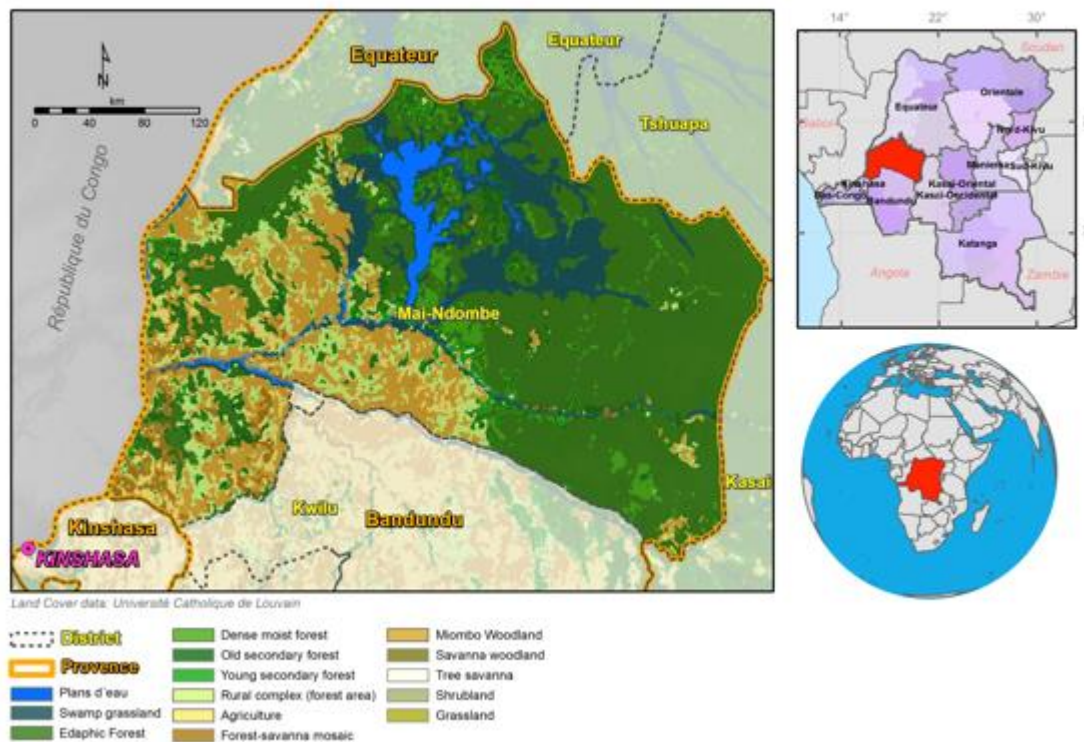 Equateur
Equateur
N
km
0 40 80 120
Tshuapa
République du Congo
Mai-Ndombe
Kasai
Kwilu
Bandundu
Kinshasa
KINSHASA
Land Cover data: Université Catholique de Louvain
District
Provence
Plans d'eau
Swamp grassland
Edaphic Forest
Dense moist forest
Old secondary forest
Young secondary forest
Rural complex (forest area)
Agriculture
Forest-savanna mosaic
Miombo Woodland
Savanna woodland
Tree savanna
Shrubland
Grassland
14° 22° 30°
Soudan
Orientale
Equateur
Nord-Kivu
Gabon
Maniema
Sud-Kivu
Kinshasa
Kasai-Oriental
Bas-Congo
Bandundu
Kasai-Occidental
Katanga
Angola
Zambie
14° 22° 30°